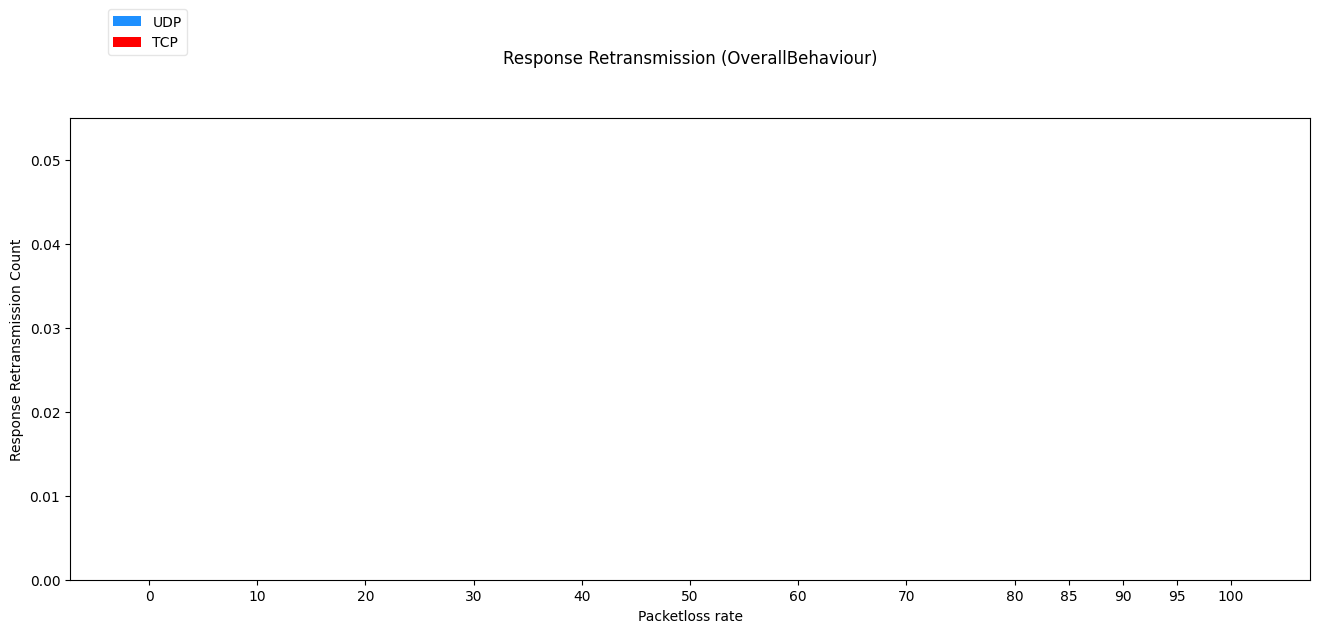 UDP
TCP
Response Retransmission (OverallBehaviour)
Response Retransmission Count
0.05
0.04
0.03
0.02
0.01
0.00
0 10 20 30 40 50 60 70 80 85 90 95 100
Packetloss rate